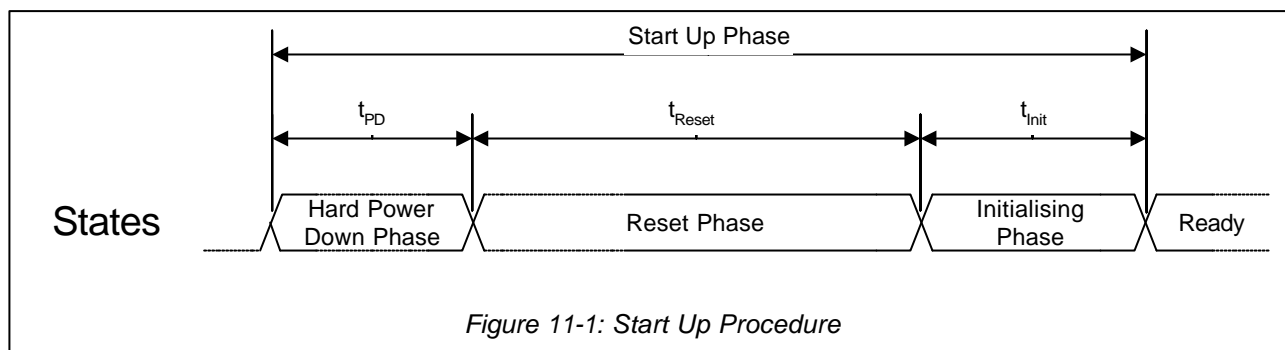 Start Up Phase
tPD
tReset
tInit
States
Hard Power
Down Phase
Reset Phase
Initialising
Phase
Ready
Figure 11-1: Start Up Procedure